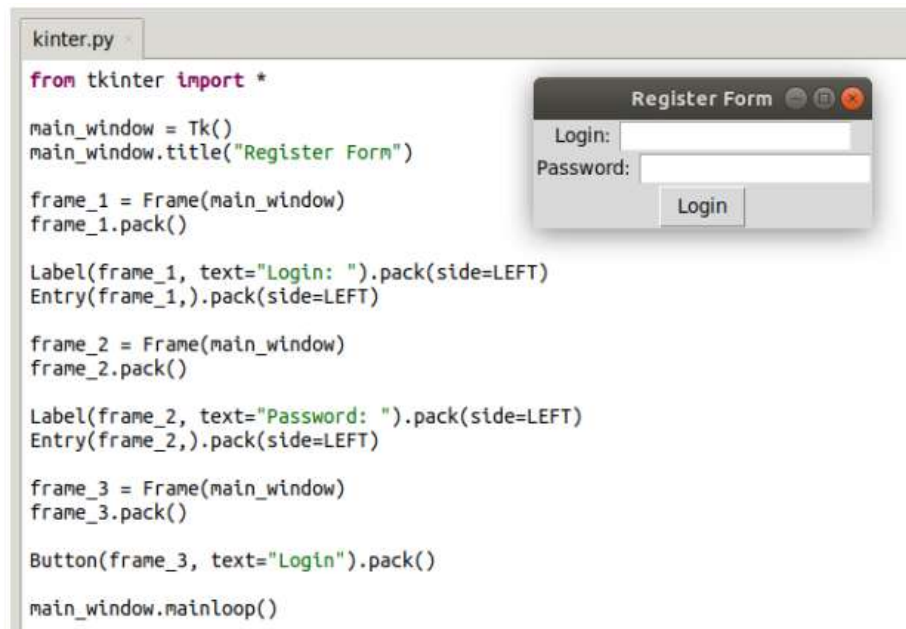 kinter.py
from tkinter import *
main_window = Tk()
main_window.title("Register Form")
frame_1 = Frame(main_window)
frame_1.pack()
Label(frame_1, text="Login: ").pack(side=LEFT)
Entry(frame_1,).pack(side=LEFT)
frame_2 = Frame(main_window)
frame_2.pack()
Label(frame_2, text="Password: ").pack(side=LEFT)
Entry(frame_2,).pack(side=LEFT)
frame_3 = Frame(main_window)
frame_3.pack()
Button(frame_3, text="Login").pack()
main_window.mainloop()
Register Form
Login:
Password:
Login